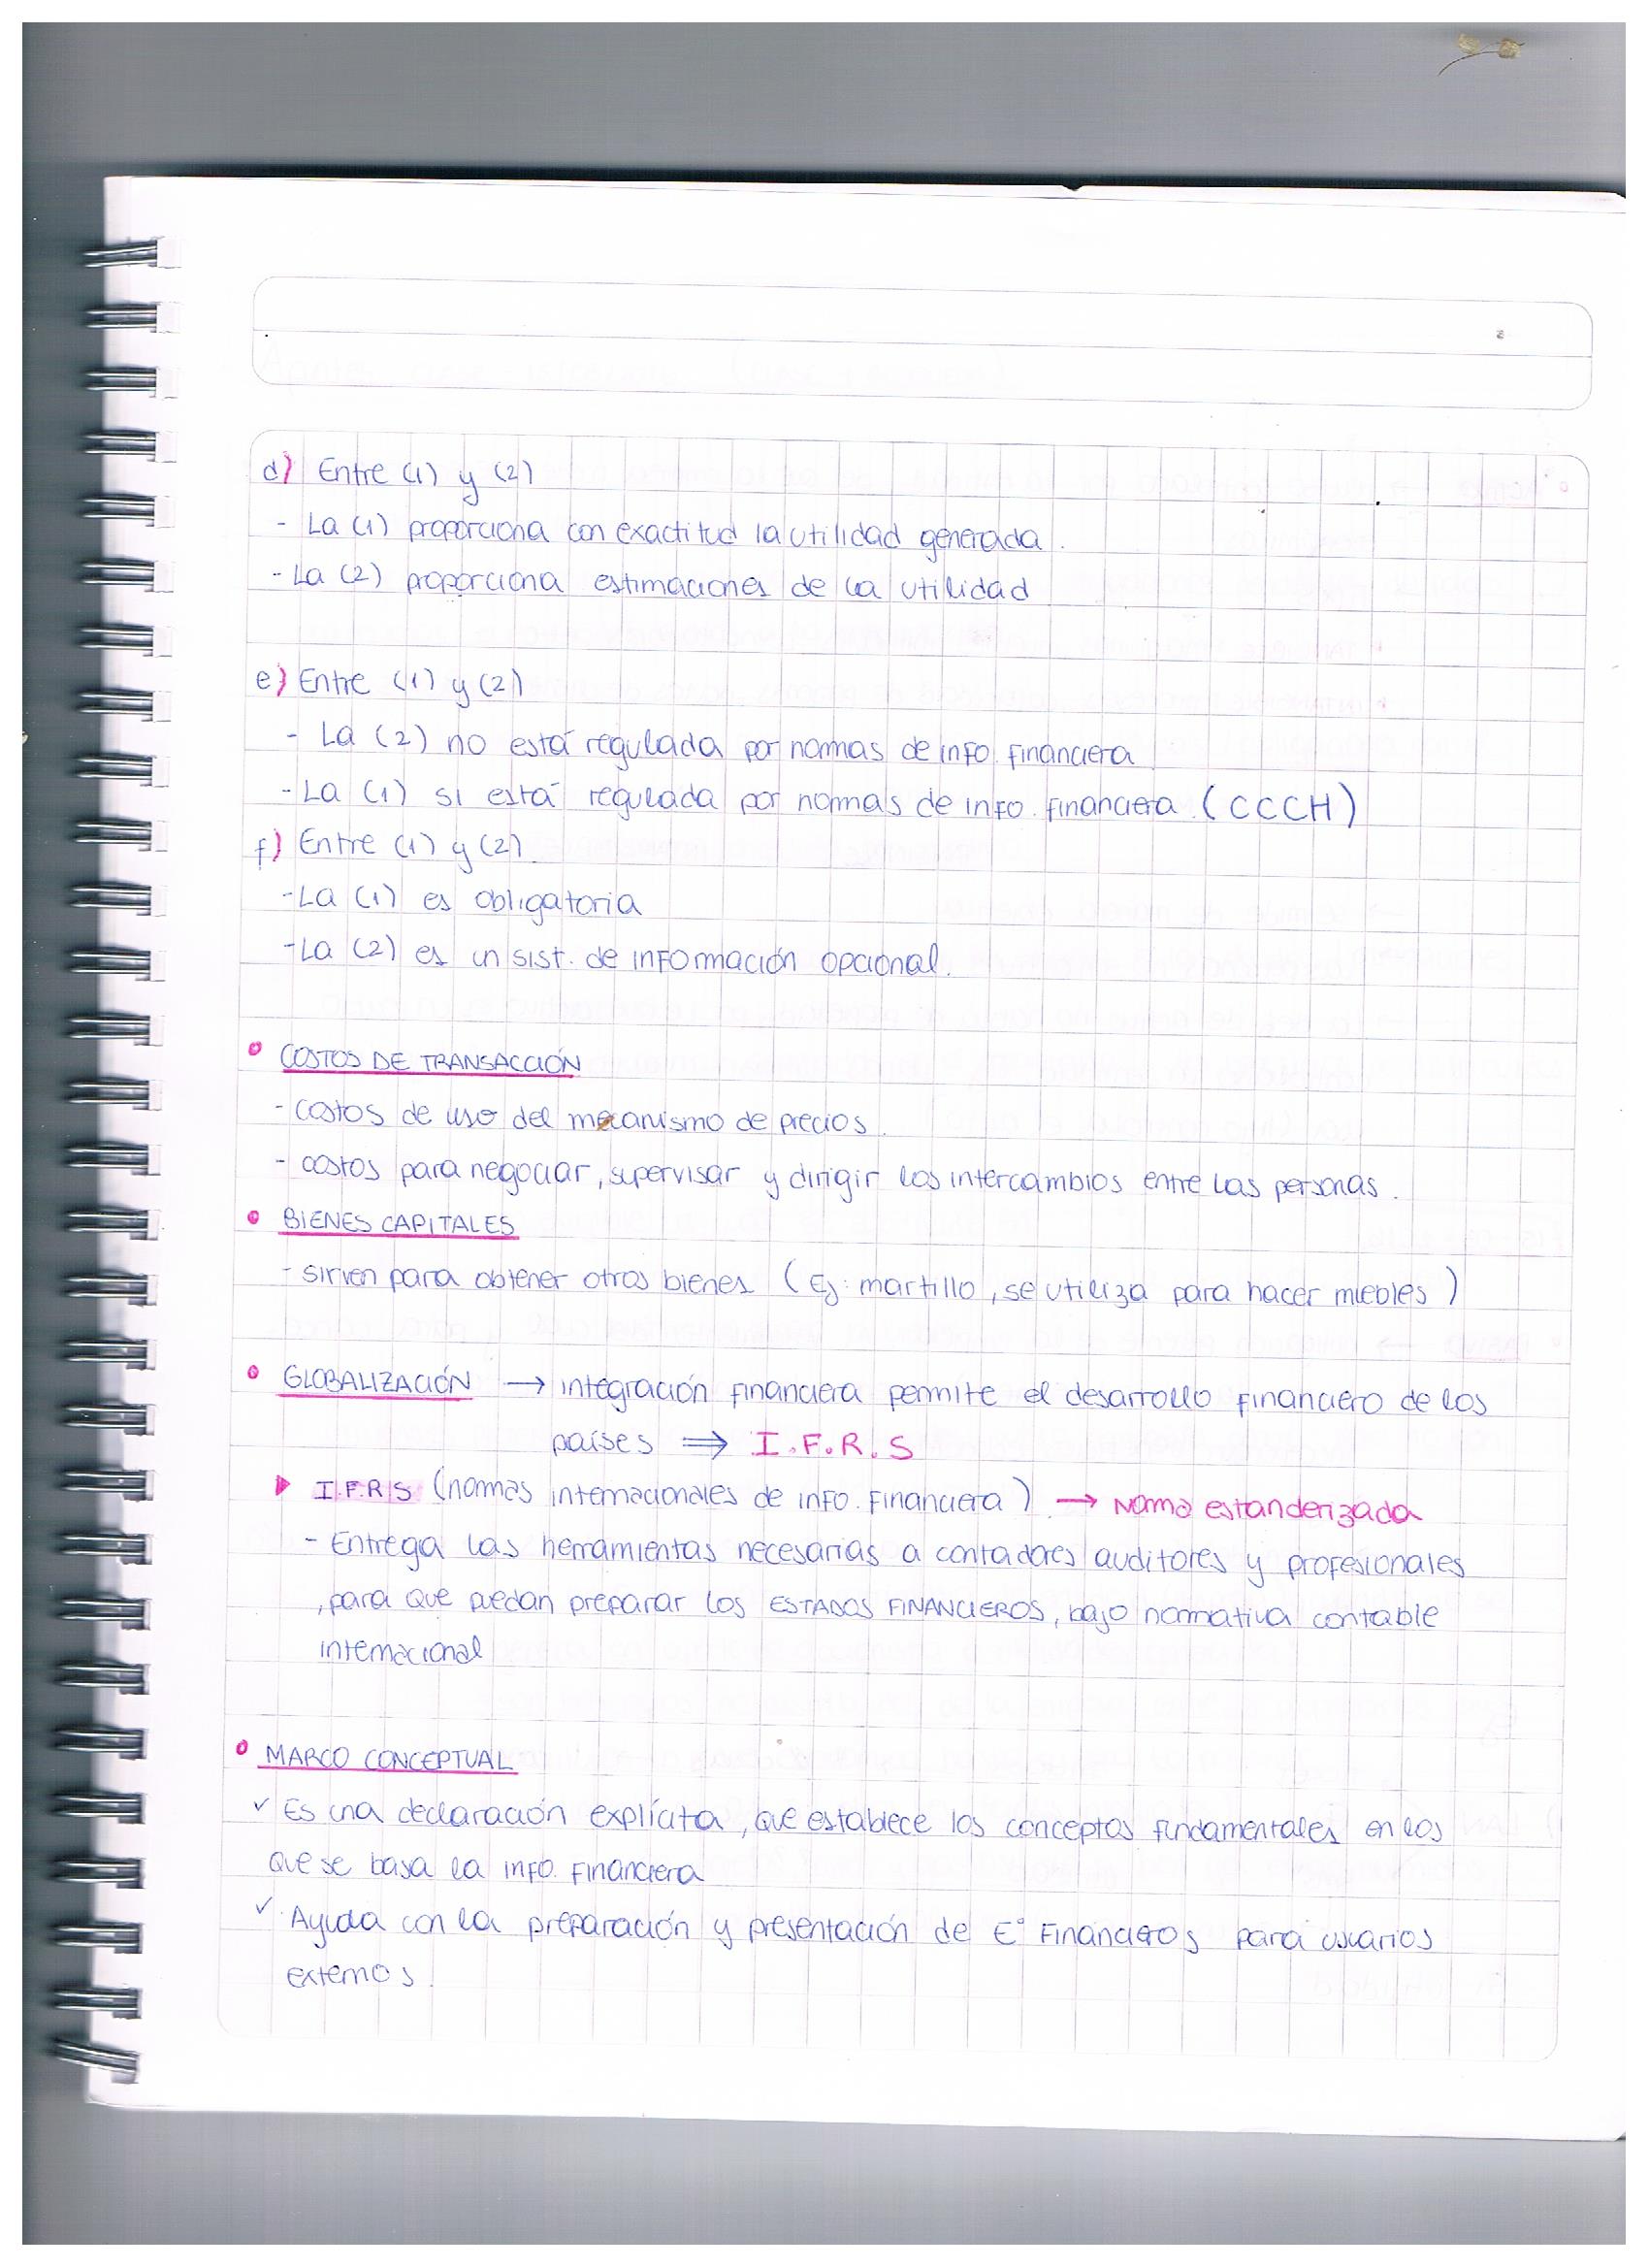 d) Entre (1) y (2)
- La (1) proporciona con exactitud la utilidad generada.
- La (2) proporciona estimaciones de la utilidad
e) Entre (1) y (2)
- La (2) no está regulada por normas de info. financiera
- La (1) si está regulada por normas de info. financiera (CCCH)
f) Entre (1) y (2).
- La (1) es obligatoria
- La (2) es un sist. de información opcional.
• COSTOS DE TRANSACCIÓN
- costos de uso del mecanismo de precios.
- costos para negociar, supervisar y dirigir los intercambios entre las personas.
• BIENES CAPITALES
- sirven para obtener otros bienes (Ej: martillo, se utiliza para hacer muebles)
• GLOBALIZACIÓN → integración financiera permite el desarrollo financiero de los
países ⇒ I.F.R.S
▸ I.F.R.S (normas internacionales de info. Financiera) → Norma estanderizada
- Entrega las herramientas necesarias a contadores auditores y profesionales
, para que puedan preparar los ESTADOS FINANCIEROS, bajo normativa contable
internacional
• MARCO CONCEPTUAL
✓ Es una declaración explícita, que establece los conceptos fundamentales en los
que se basa la info. Financiera
✓ Ayuda con la preparación y presentación de E° Financieros para usuarios
externos.